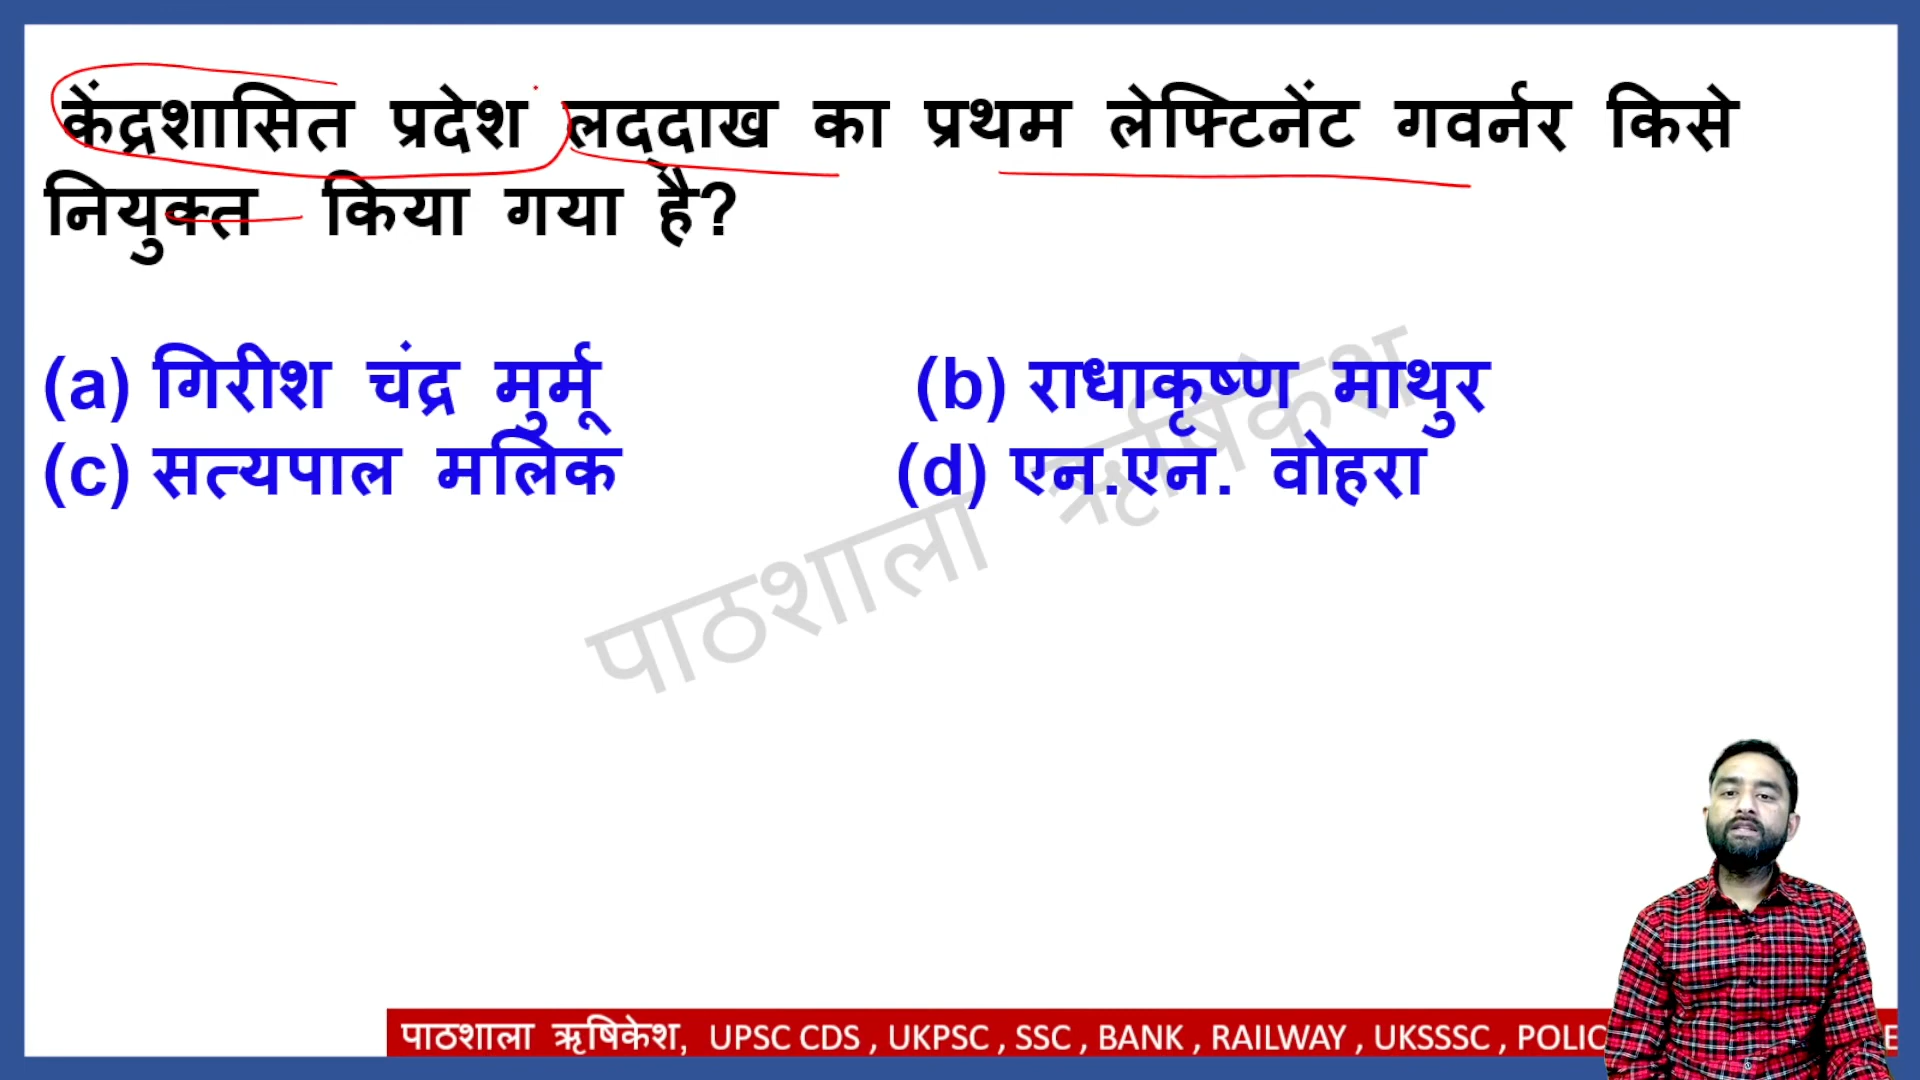 केंद्रशासित प्रदेश लद्दाख का प्रथम लेफ्टिनेंट गवर्नर किसे
नियुक्त किया गया है?
(a) गिरीश चंद्र मुर्मू (b) राधाकृष्ण माथुर
(c) सत्यपाल मलिक (d) एन.एन. वोहरा
पाठशाला ऋषिकेश
पाठशाला ऋषिकेश, UPSC CDS , UKPSC , SSC , BANK , RAILWAY , UKSSSC , POLIC